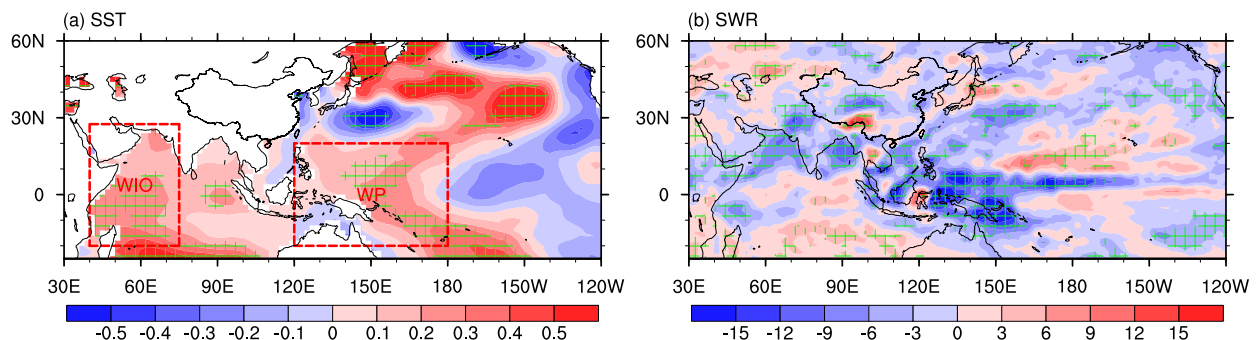 (a) SST
(b) SWR
60N
30N
0
WIO
WP
30E
60E
90E
120E
150E
180
150W
120W
-0.5
-0.4
-0.3
-0.2
-0.1
0
0.1
0.2
0.3
0.4
0.5
60N
30N
0
30E
60E
90E
120E
150E
180
150W
120W
-15
-12
-9
-6
-3
0
3
6
9
12
15